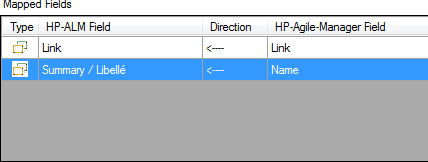 Mapped Fields
Type HP-ALM Field Direction HP-Agile-Manager Field
Link <---- Link
Summary / Libellé <---- Name